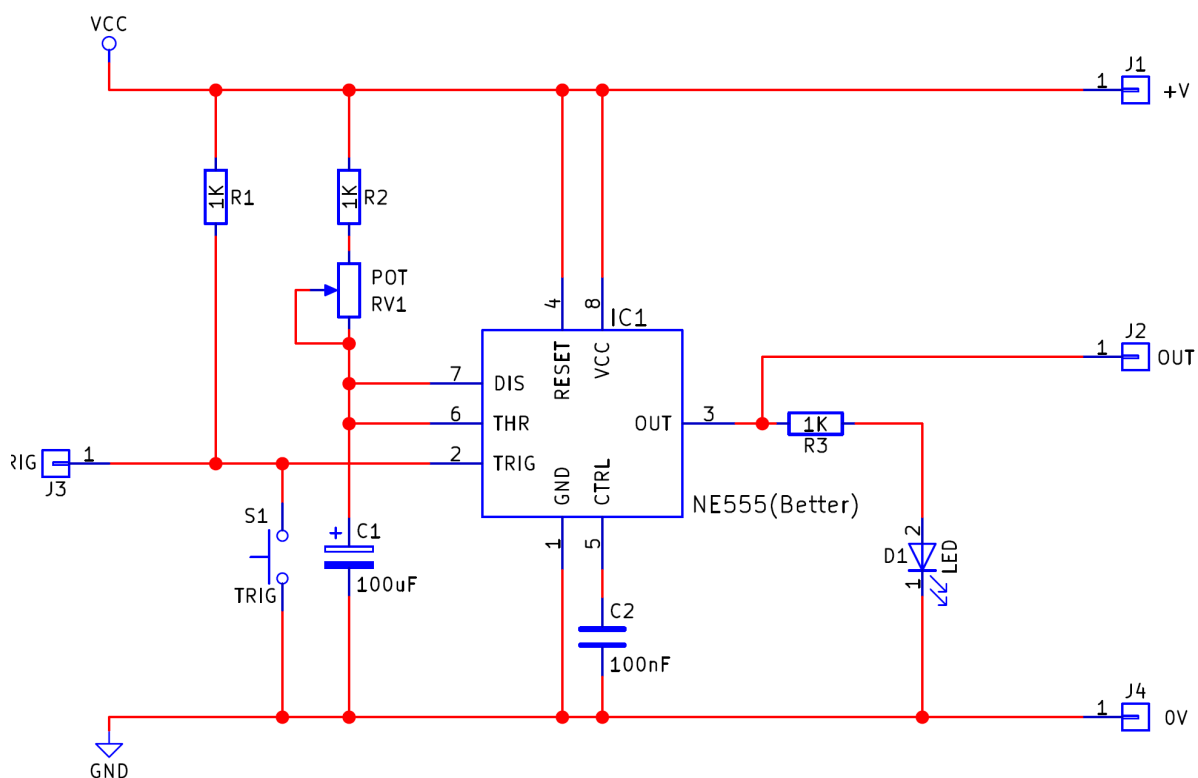 VCC
J1
1
+V
1K
R1
1K
R2
POT
RV1
4
8
IC1
RESET
VCC
J2
1
OUT
7
DIS
6
THR
OUT
3
1K
R3
RIG
1
J3
2
TRIG
GND
CTRL
NE555(Better)
S1
TRIG
C1
100uF
1
5
2
D1
LED
1
C2
100nF
J4
1
0V
GND